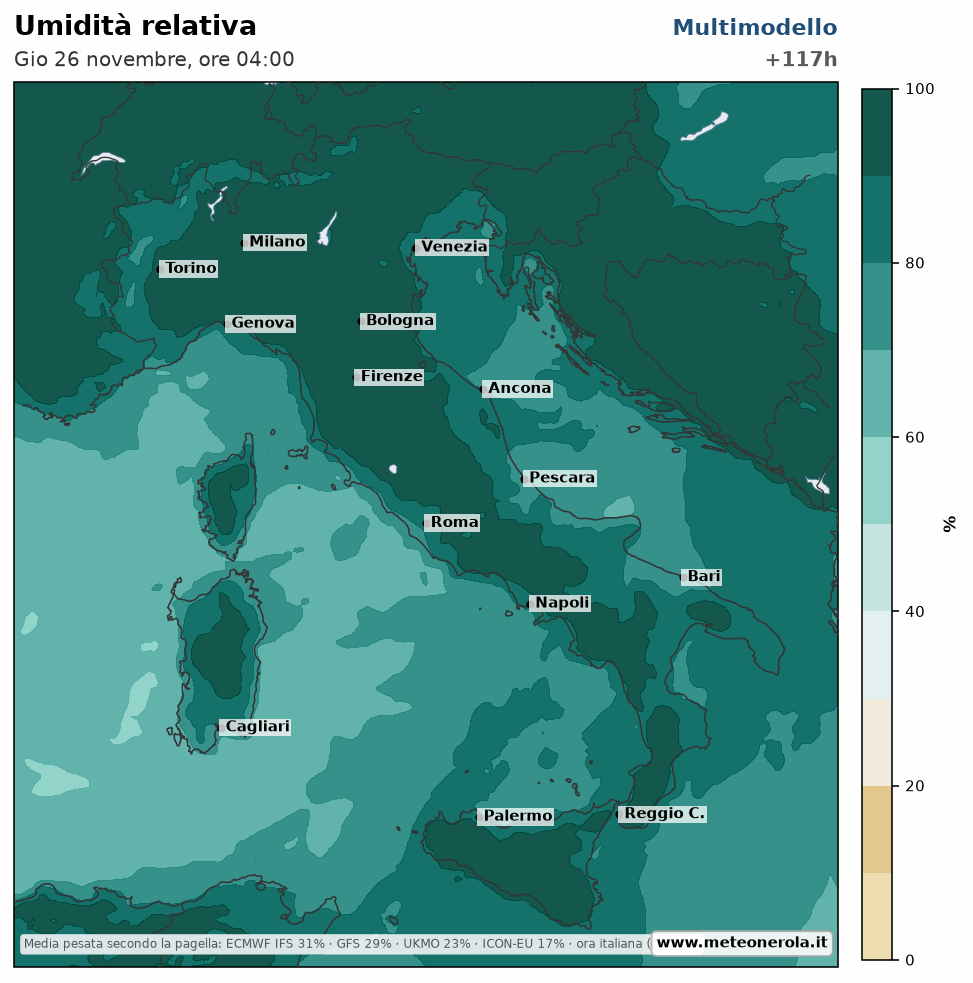 Umidità relativa
Multimodello
Gio 26 novembre, ore 04:00
+117h
100
80
60
40
20
0
%
Milano
Venezia
Torino
Genova
Bologna
Firenze
Ancona
Pescara
Roma
Bari
Napoli
Cagliari
Palermo
Reggio C.
Media pesata secondo la pagella: ECMWF IFS 31% · GFS 29% · UKMO 23% · ICON-EU 17% · ora italiana (
www.meteonerola.it